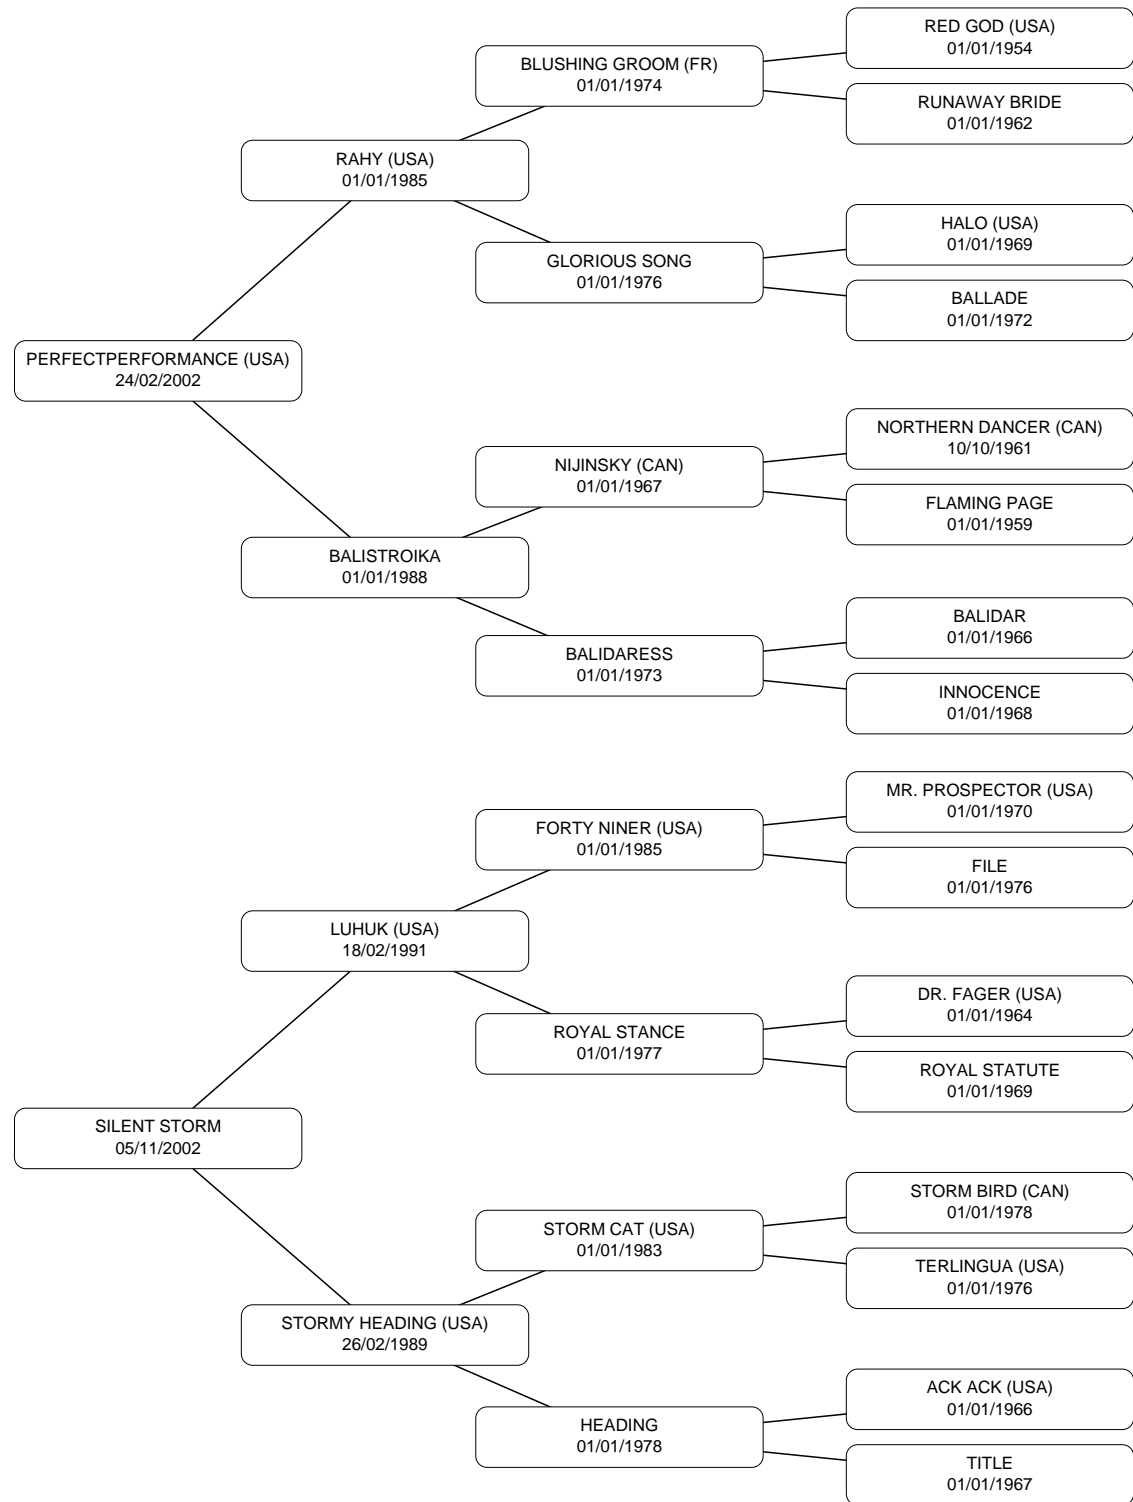 RED GOD (USA)
01/01/1954
BLUSHING GROOM (FR)
01/01/1974
RUNAWAY BRIDE
01/01/1962
RAHY (USA)
01/01/1985
HALO (USA)
01/01/1969
GLORIOUS SONG
01/01/1976
BALLADE
01/01/1972
PERFECTPERFORMANCE (USA)
24/02/2002
NORTHERN DANCER (CAN)
10/10/1961
NIJINSKY (CAN)
01/01/1967
FLAMING PAGE
01/01/1959
BALISTROIKA
01/01/1988
BALIDAR
01/01/1966
BALIDARESS
01/01/1973
INNOCENCE
01/01/1968
MR. PROSPECTOR (USA)
01/01/1970
FORTY NINER (USA)
01/01/1985
FILE
01/01/1976
LUHUK (USA)
18/02/1991
DR. FAGER (USA)
01/01/1964
ROYAL STANCE
01/01/1977
ROYAL STATUTE
01/01/1969
SILENT STORM
05/11/2002
STORM BIRD (CAN)
01/01/1978
STORM CAT (USA)
01/01/1983
TERLINGUA (USA)
01/01/1976
STORMY HEADING (USA)
26/02/1989
ACK ACK (USA)
01/01/1966
HEADING
01/01/1978
TITLE
01/01/1967